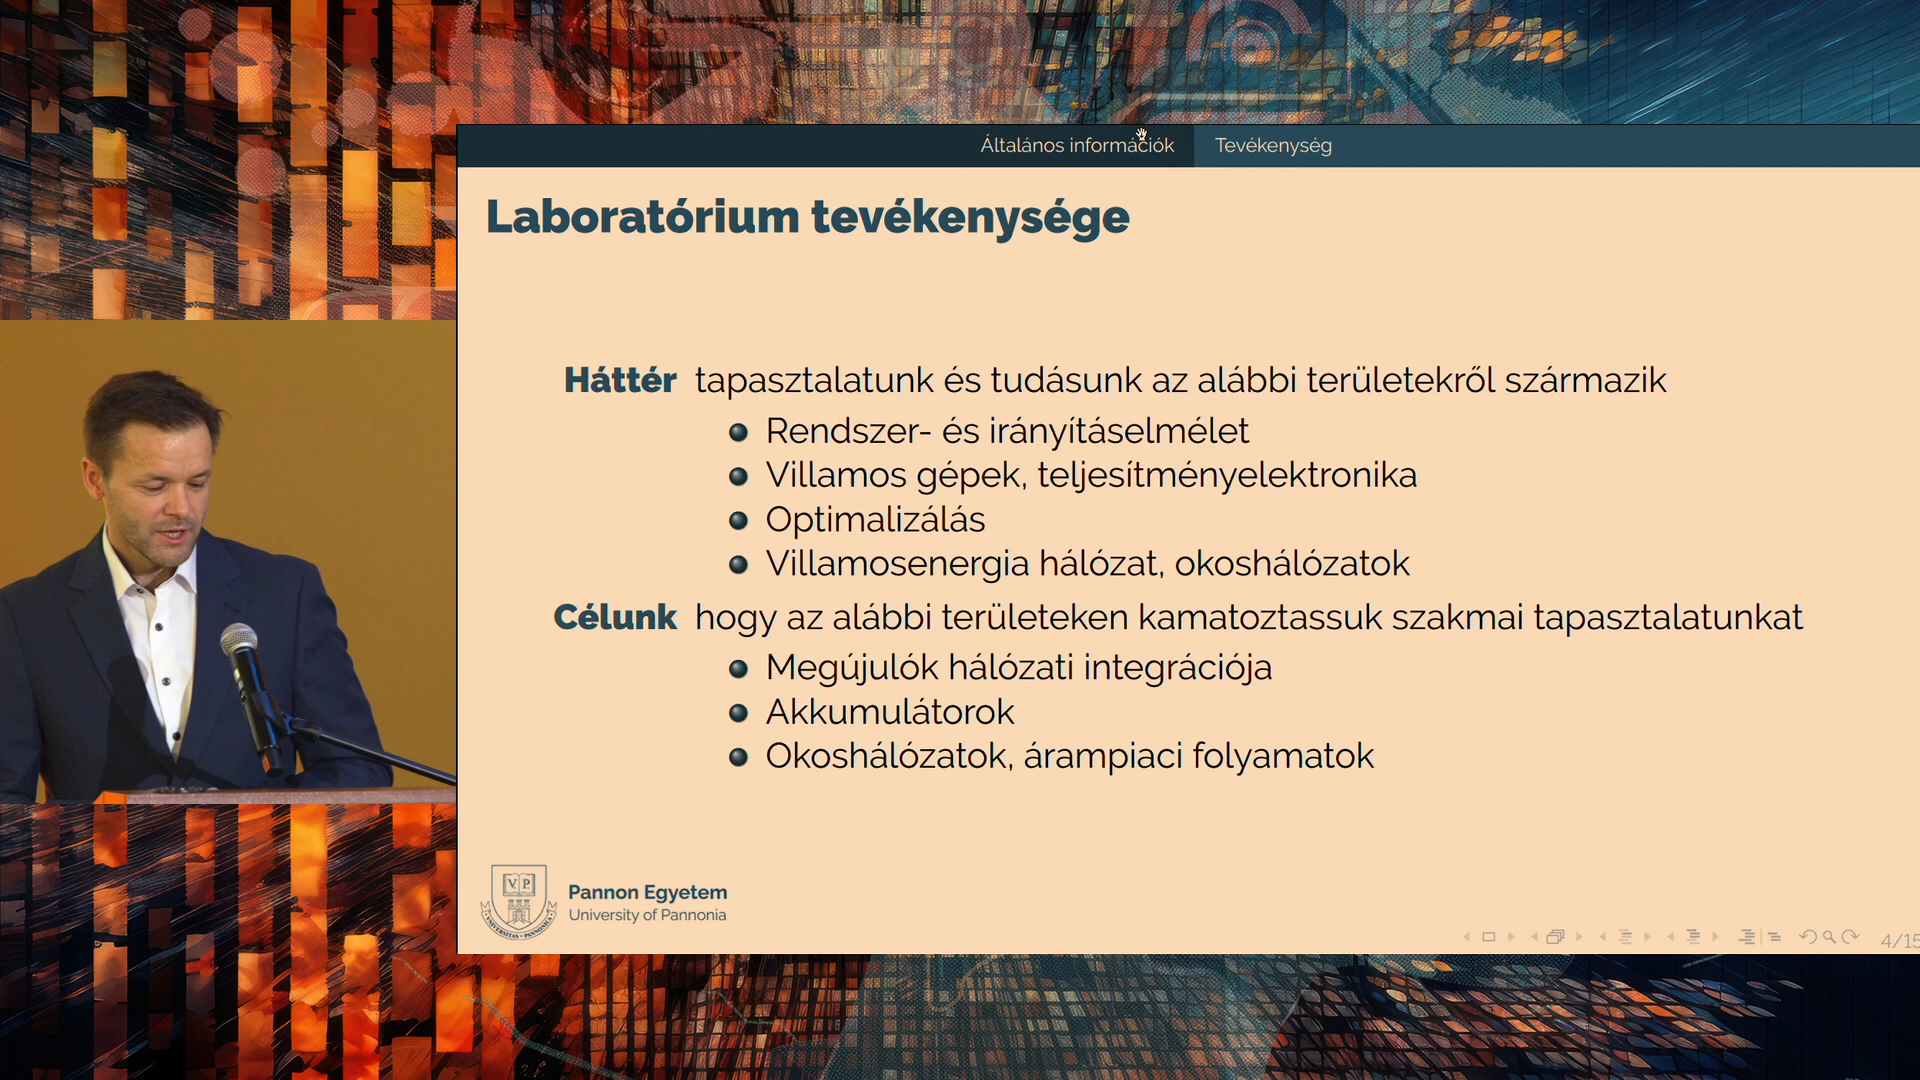 Általános információk
Tevékenység
Laboratórium tevékenysége
Háttér tapasztalatunk és tudásunk az alábbi területekről származik
Rendszer- és irányításelmélet
Villamos gépek, teljesítményelektronika
Optimalizálás
Villamosenergia hálózat, okoshálózatok
Célunk hogy az alábbi területeken kamatoztassuk szakmai tapasztalatunkat
Megújulók hálózati integrációja
Akkumulátorok
Okoshálózatok, árampiaci folyamatok
V P
Pannon Egyetem
University of Pannonia
4/15